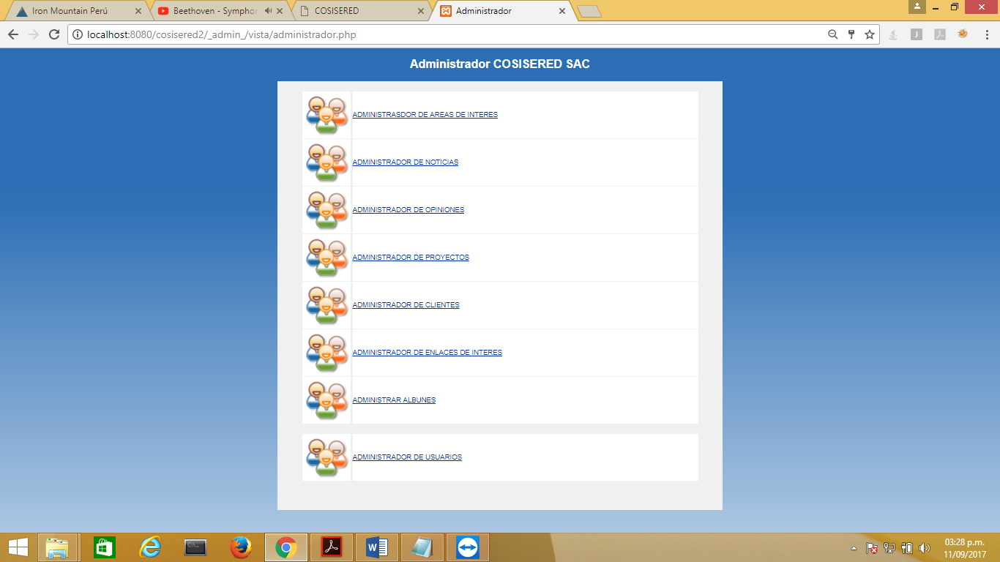 Iron Mountain Perú
Beethoven - Symphor
COSISERED
Administrador
localhost:8080/cosisered2/_admin_/vista/administrador.php
Administrador COSISERED SAC
ADMINISTRASDOR DE AREAS DE INTERES
ADMINISTRADOR DE NOTICIAS
ADMINISTRADOR DE OPINIONES
ADMINISTRADOR DE PROYECTOS
ADMINISTRADOR DE CLIENTES
ADMINISTRADOR DE ENLACES DE INTERES
ADMINISTRAR ALBUNES
ADMINISTRADOR DE USUARIOS
03:28 p.m.
11/09/2017